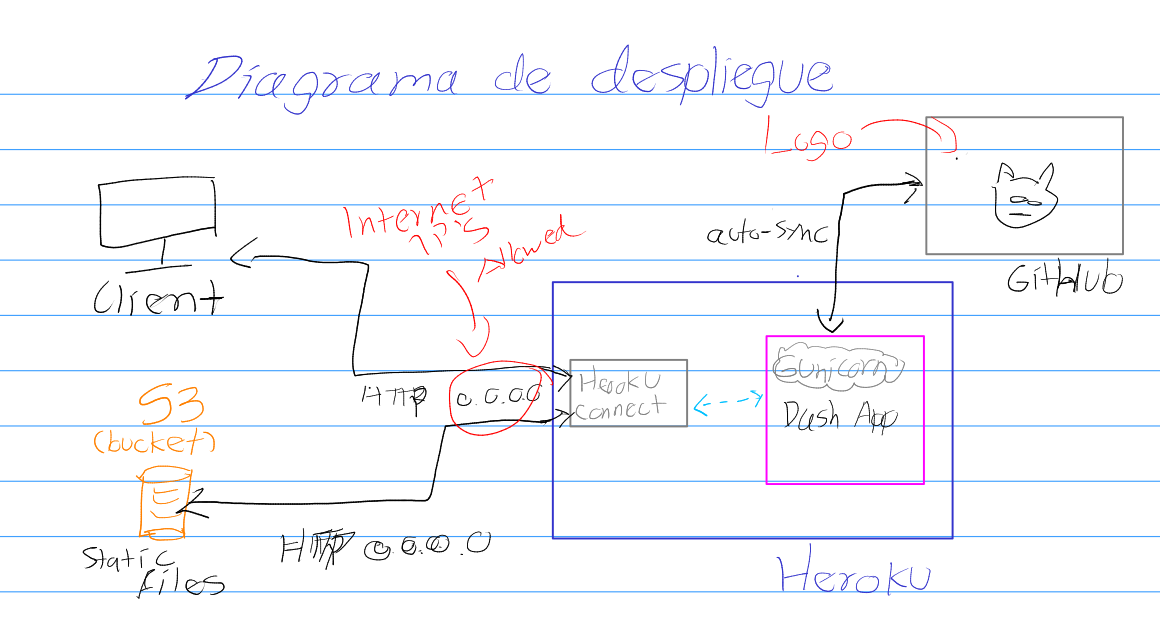 Diagrama de despliegue
Logo
Internet
IP'S
Allowed
auto-sync
GitHub
Client
HTTP
0.0.0.0
Heroku
connect
Gunicorn
Dash App
S3
(bucket)
Static
files
HTTP 0.0.0.0
Heroku